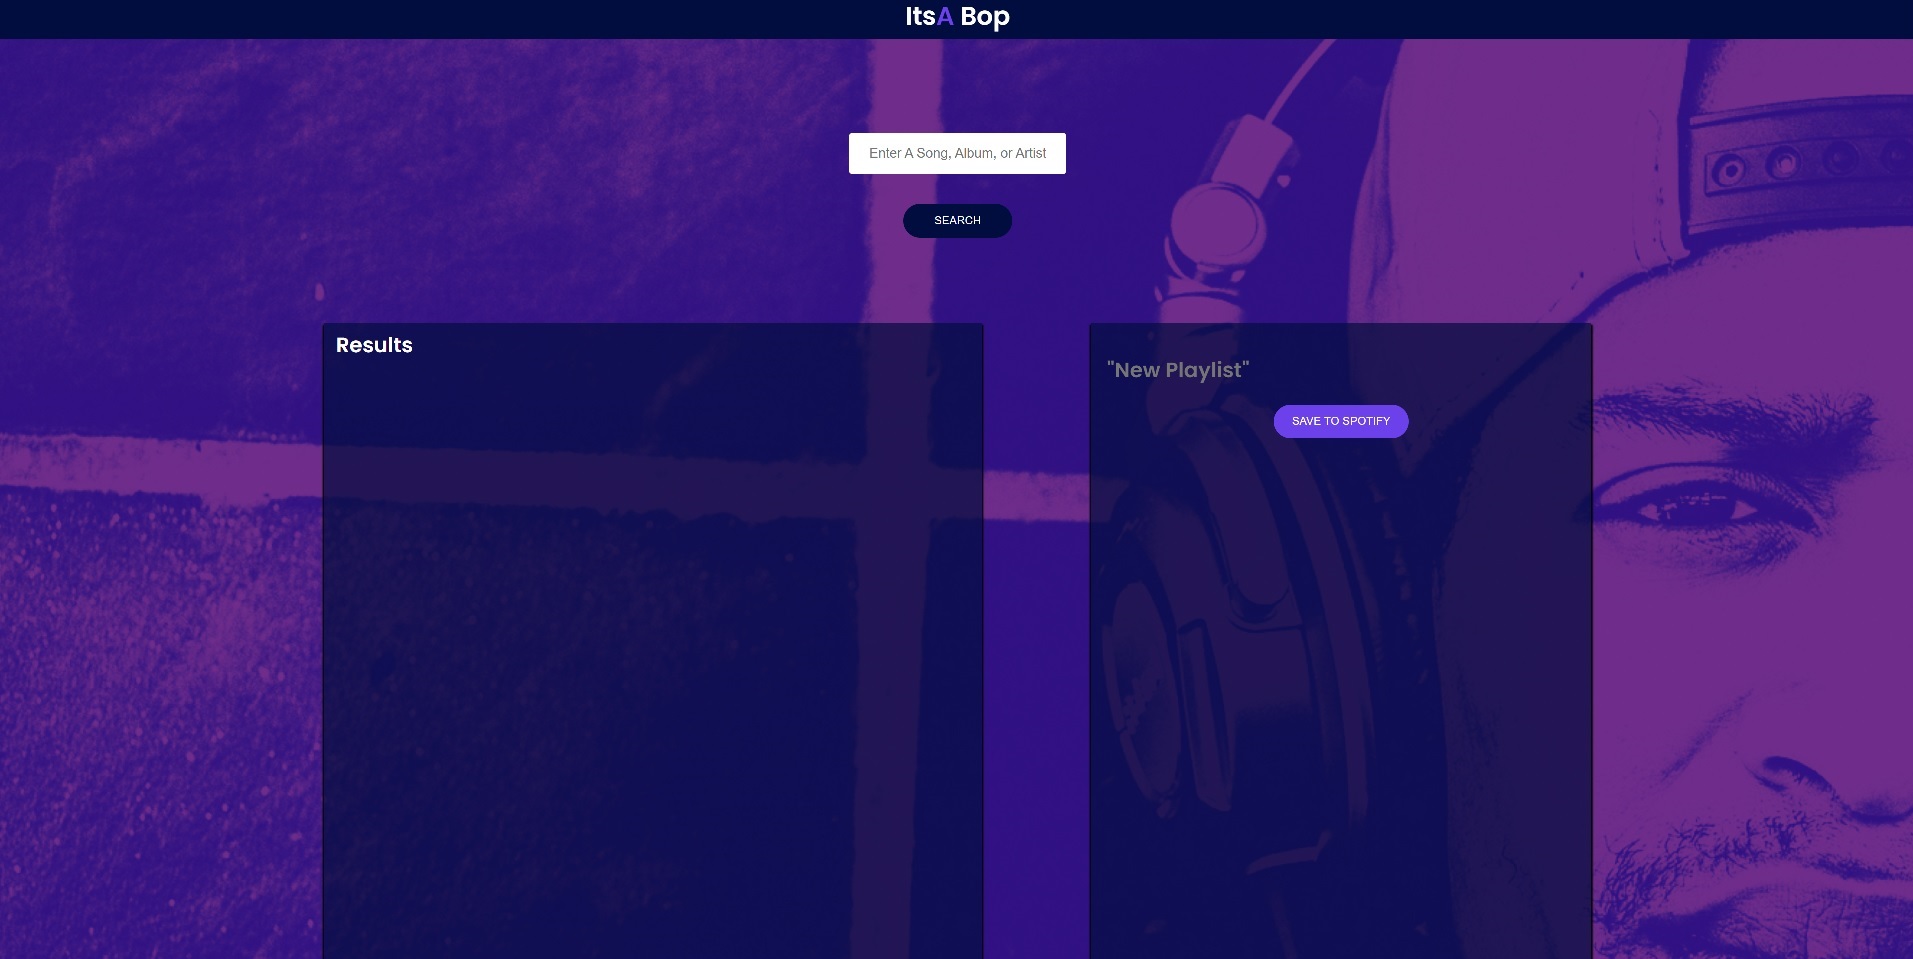 ItsA Bop
Enter A Song, Album, or Artist
SEARCH
Results
"New Playlist"
SAVE TO SPOTIFY